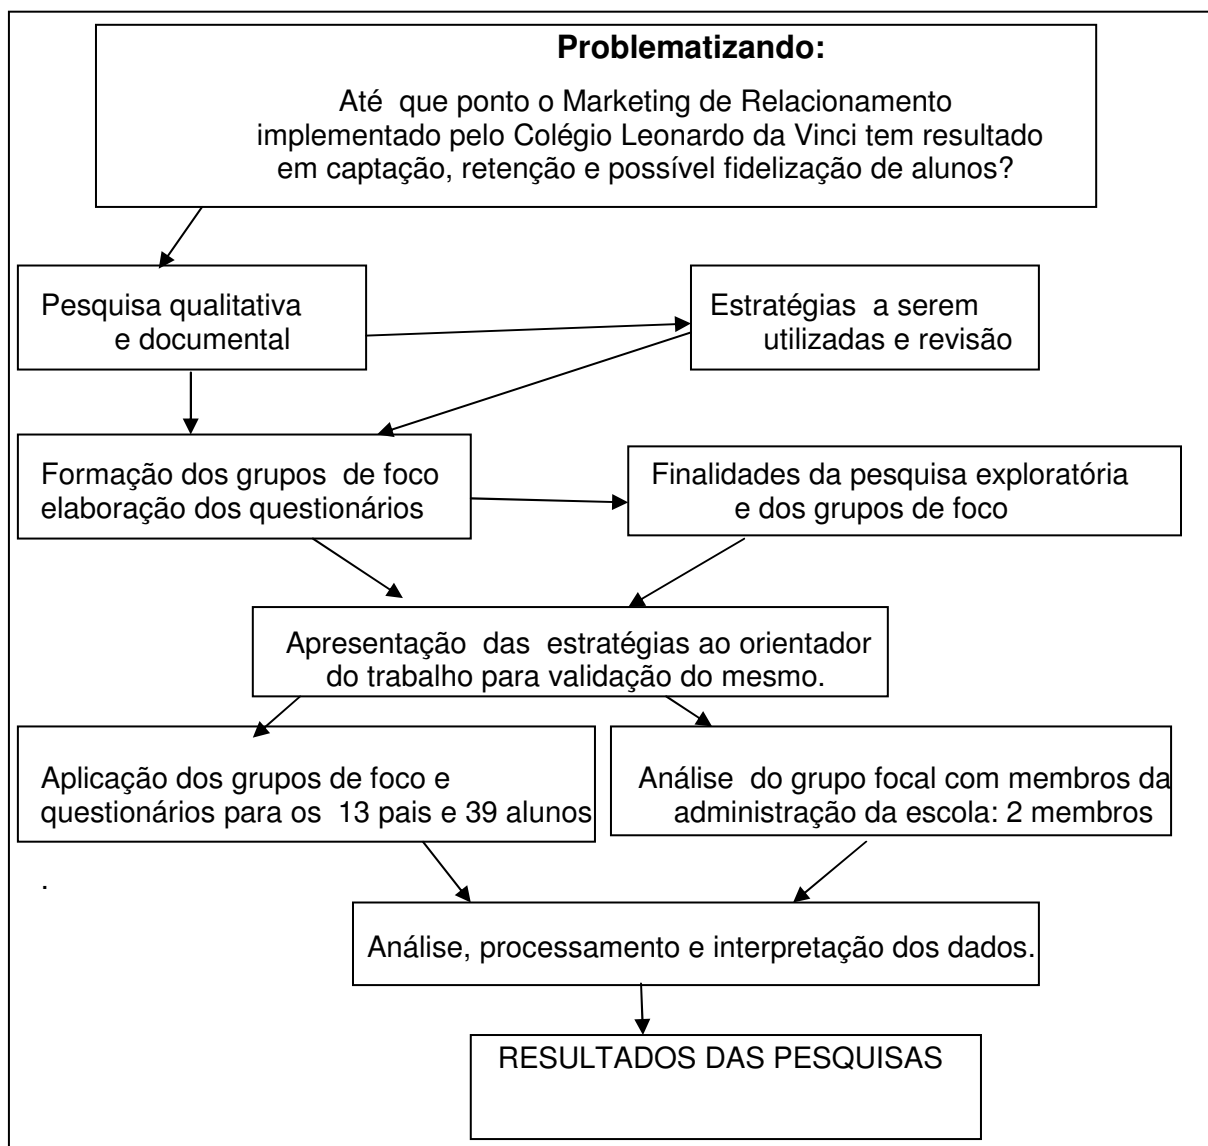 Problematizando:
Até que ponto o Marketing de Relacionamento
implementado pelo Colégio Leonardo da Vinci tem resultado
em captação, retenção e possível fidelização de alunos?
Pesquisa qualitativa
e documental
Estratégias a serem
utilizadas e revisão
Formação dos grupos de foco
elaboração dos questionários
Finalidades da pesquisa exploratória
e dos grupos de foco
Apresentação das estratégias ao orientador
do trabalho para validação do mesmo.
Aplicação dos grupos de foco e
questionários para os 13 pais e 39 alunos
Análise do grupo focal com membros da
administração da escola: 2 membros
.
Análise, processamento e interpretação dos dados.
RESULTADOS DAS PESQUISAS